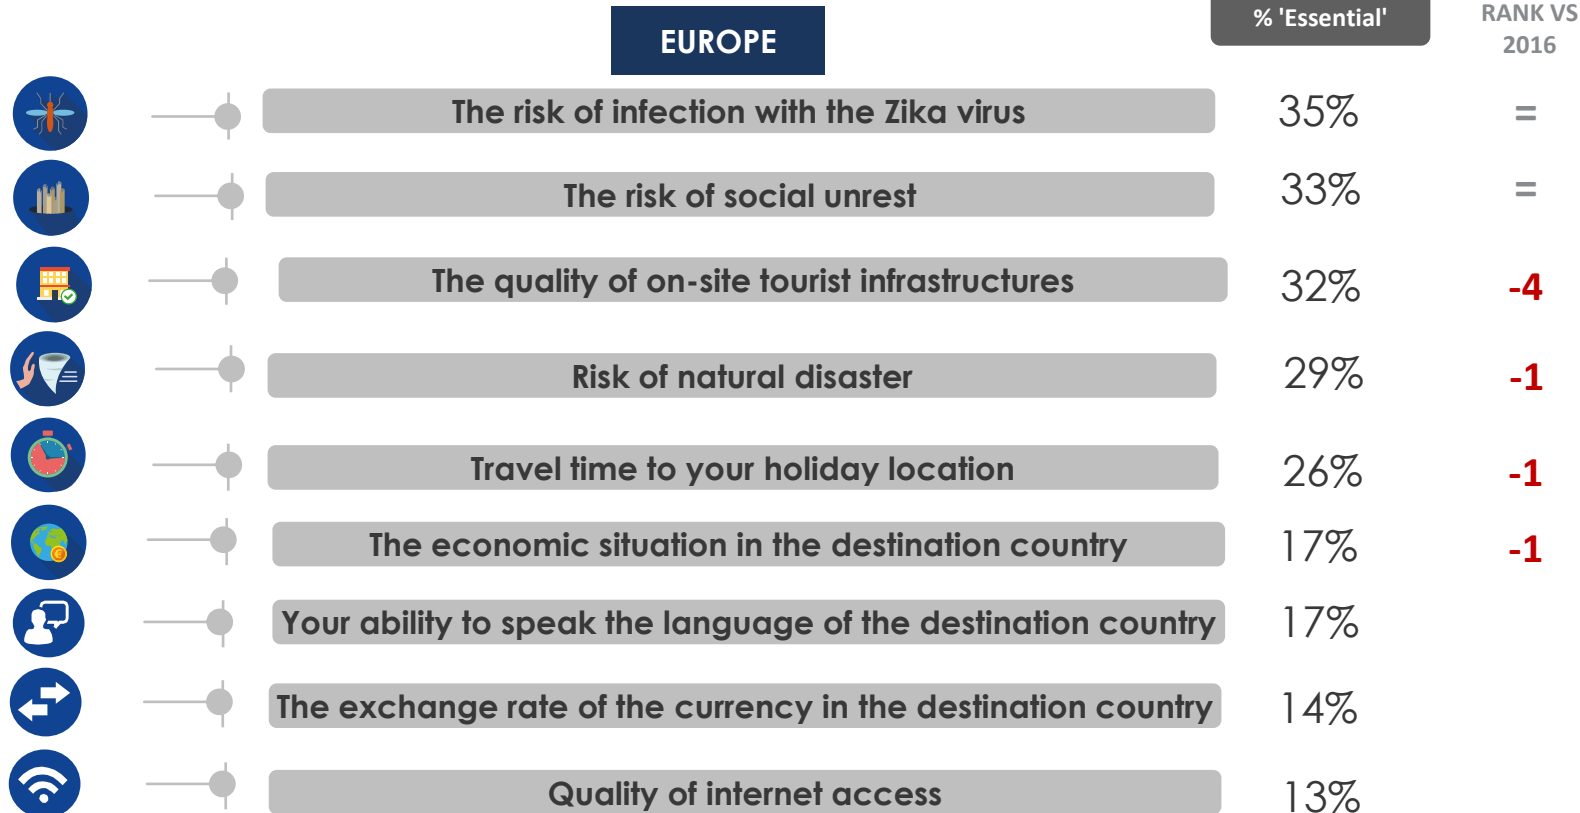 EUROPE
% 'Essential'
RANK VS
2016
The risk of infection with the Zika virus 35% =
The risk of social unrest 33% =
The quality of on-site tourist infrastructures 32% -4
Risk of natural disaster 29% -1
Travel time to your holiday location 26% -1
The economic situation in the destination country 17% -1
Your ability to speak the language of the destination country 17%
The exchange rate of the currency in the destination country 14%
Quality of internet access 13%